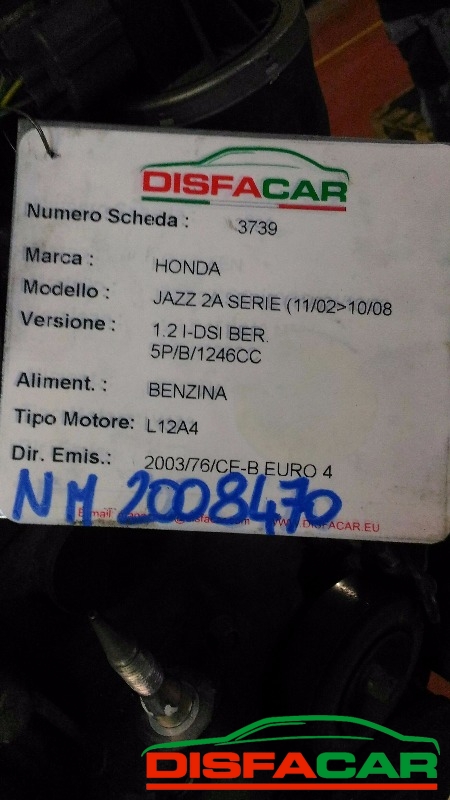 DISFACAR
Numero Scheda : 3739
Marca : HONDA
Modello : JAZZ 2A SERIE (11/02>10/08
Versione : 1.2 I-DSI BER.
5P/B/1246CC
Aliment. : BENZINA
Tipo Motore: L12A4
Dir. Emis.: 2003/76/CE-B EURO 4
NM 2008470
WWW.DISFACAR.EU
DISFACAR